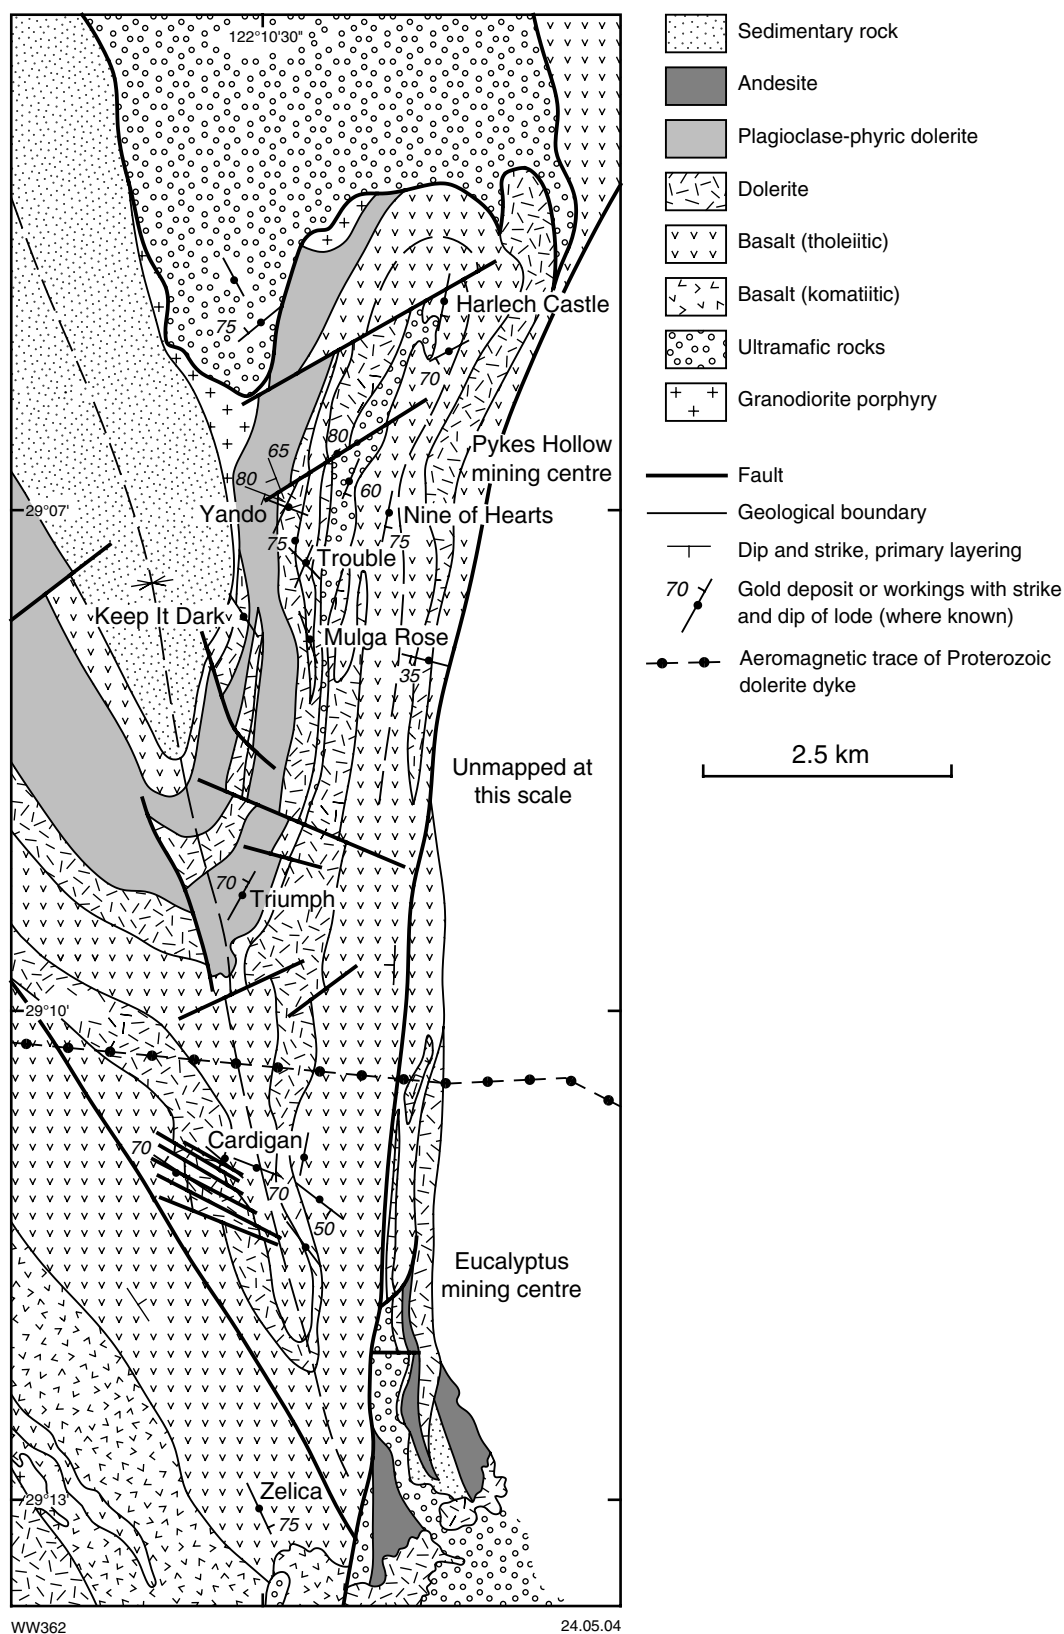 122°10'30"
75
Harlech Castle
70
80
Pykes Hollow
mining centre
65
80
60
29°07'
Yando
Nine of Hearts
75
75
Trouble
Keep It Dark
Mulga Rose
35
Unmapped at
this scale
70
Triumph
29°10'
Cardigan
70
70
50
Eucalyptus
mining centre
Zelica
29°13'
75
Sedimentary rock
Andesite
Plagioclase-phyric dolerite
Dolerite
Basalt (tholeiitic)
Basalt (komatiitic)
Ultramafic rocks
Granodiorite porphyry
Fault
Geological boundary
Dip and strike, primary layering
70
Gold deposit or workings with strike
and dip of lode (where known)
Aeromagnetic trace of Proterozoic
dolerite dyke
2.5 km
WW362
24.05.04